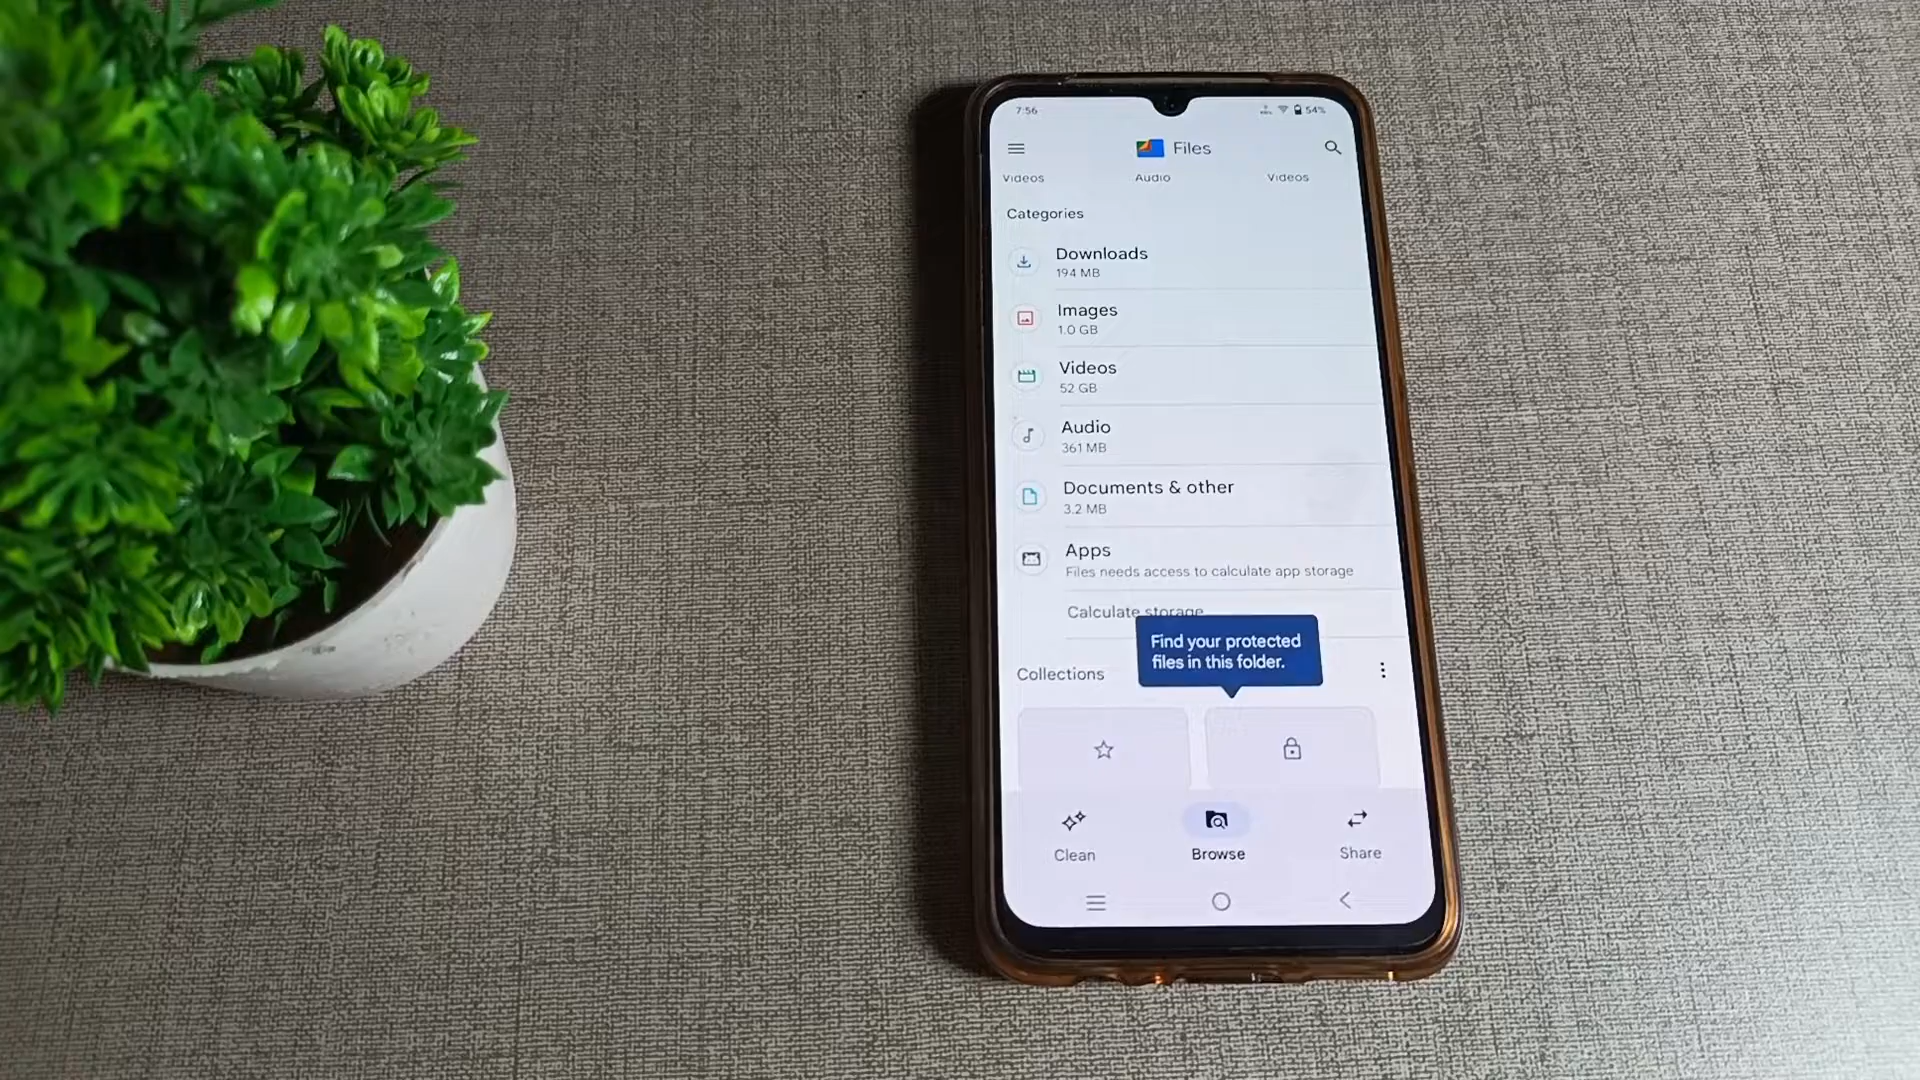 7:56
54%
Files
Videos
Audio
Videos
Categories
Downloads
194 MB
Images
1.0 GB
Videos
52 GB
Audio
361 MB
Documents & other
3.2 MB
Apps
Files needs access to calculate app storage
Calculate storage
Find your protected
files in this folder.
Collections
Clean
Browse
Share